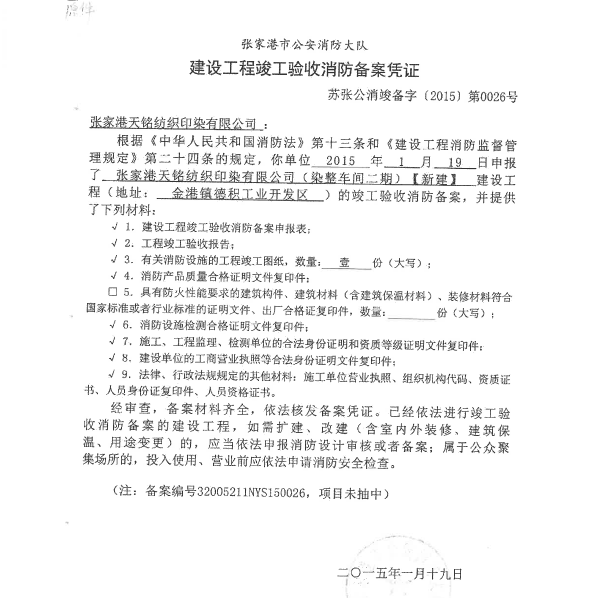 原件
张家港市公安消防大队
建设工程竣工验收消防备案凭证
苏张公消竣备字〔2015〕第0026号
张家港天铭纺织印染有限公司：
根据《中华人民共和国消防法》第十三条和《建设工程消防监督管
理规定》第二十四条的规定，你单位 2015 年 1 月 19 日申报
了 张家港天铭纺织印染有限公司（染整车间二期）【新建】 建设工
程（地址： 金港镇德积工业开发区 ）的竣工验收消防备案，并提供
了下列材料：
√ 1. 建设工程竣工验收消防备案申报表；
√ 2. 工程竣工验收报告；
√ 3. 有关消防设施的工程竣工图纸，数量： 壹 份（大写）；
√ 4. 消防产品质量合格证明文件复印件；
□ 5. 具有防火性能要求的建筑构件、建筑材料（含建筑保温材料）、装修材料符合
国家标准或者行业标准的证明文件、出厂合格证复印件，数量：________份（大写）；
√ 6. 消防设施检测合格证明文件复印件；
√ 7. 施工、工程监理、检测单位的合法身份证明和资质等级证明文件复印件；
√ 8. 建设单位的工商营业执照等合法身份证明文件复印件；
√ 9. 法律、行政法规规定的其他材料：施工单位营业执照、组织机构代码、资质证
书、人员身份证复印件、人员资格证书。
经审查，备案材料齐全，依法核发备案凭证。已经依法进行竣工验
收消防备案的建设工程，如需扩建、改建（含室内外装修、建筑保
温、用途变更）的，应当依法申报消防设计审核或者备案；属于公众聚
集场所的，投入使用、营业前应依法申请消防安全检查。
（注：备案编号32005211NYS150026，项目未抽中）
二〇一五年一月十九日